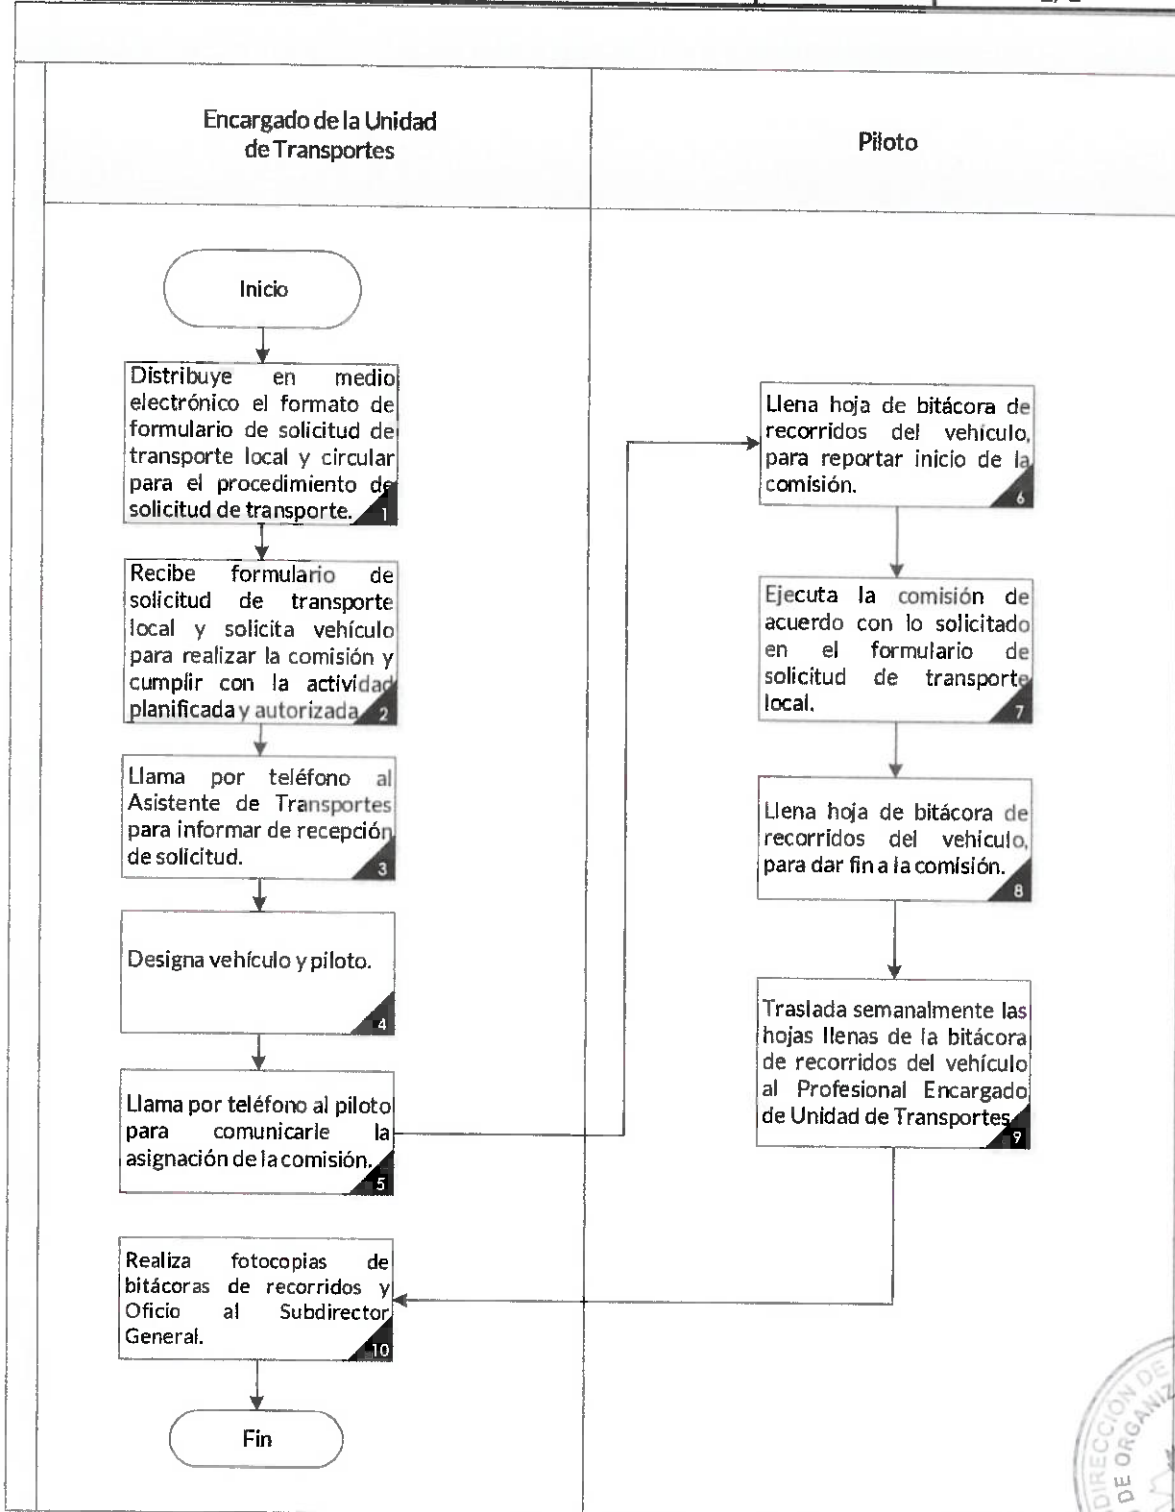 Encargado de la Unidad
de Transportes
Piloto
Inicio
Distribuye en medio
electrónico el formato de
formulario de solicitud de
transporte local y circular
para el procedimiento de
solicitud de transporte.
1
Recibe formulario de
solicitud de transporte
local y solicita vehículo
para realizar la comisión y
cumplir con la actividad
planificada y autorizada
2
Llama por teléfono al
Asistente de Transportes
para informar de recepción
de solicitud.
3
Designa vehículo y piloto.
4
Llama por teléfono al piloto
para comunicarle la
asignación de la comisión.
5
Llena hoja de bitácora de
recorridos del vehículo,
para reportar inicio de la
comisión.
6
Ejecuta la comisión de
acuerdo con lo solicitado
en el formulario de
solicitud de transporte
local.
7
Llena hoja de bitácora de
recorridos del vehículo,
para dar fin a la comisión.
8
Traslada semanalmente las
hojas llenas de la bitácora
de recorridos del vehículo
al Profesional Encargado
de Unidad de Transportes
9
Realiza fotocopias de
bitácoras de recorridos y
Oficio al Subdirector
General.
10
Fin
DIRECCIÓN DE
DE